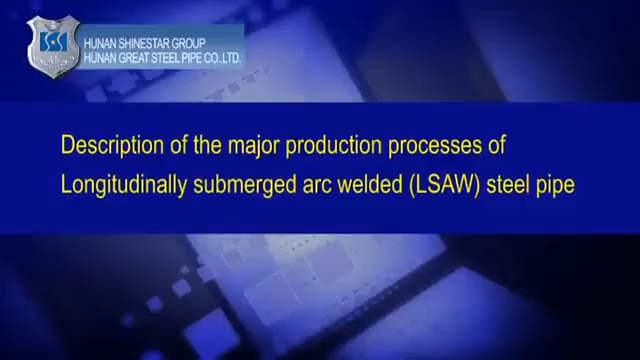 HUNAN SHINESTAR GROUP
HUNAN GREAT STEEL PIPE CO.,LTD.
Description of the major production processes of
Longitudinally submerged arc welded (LSAW) steel pipe